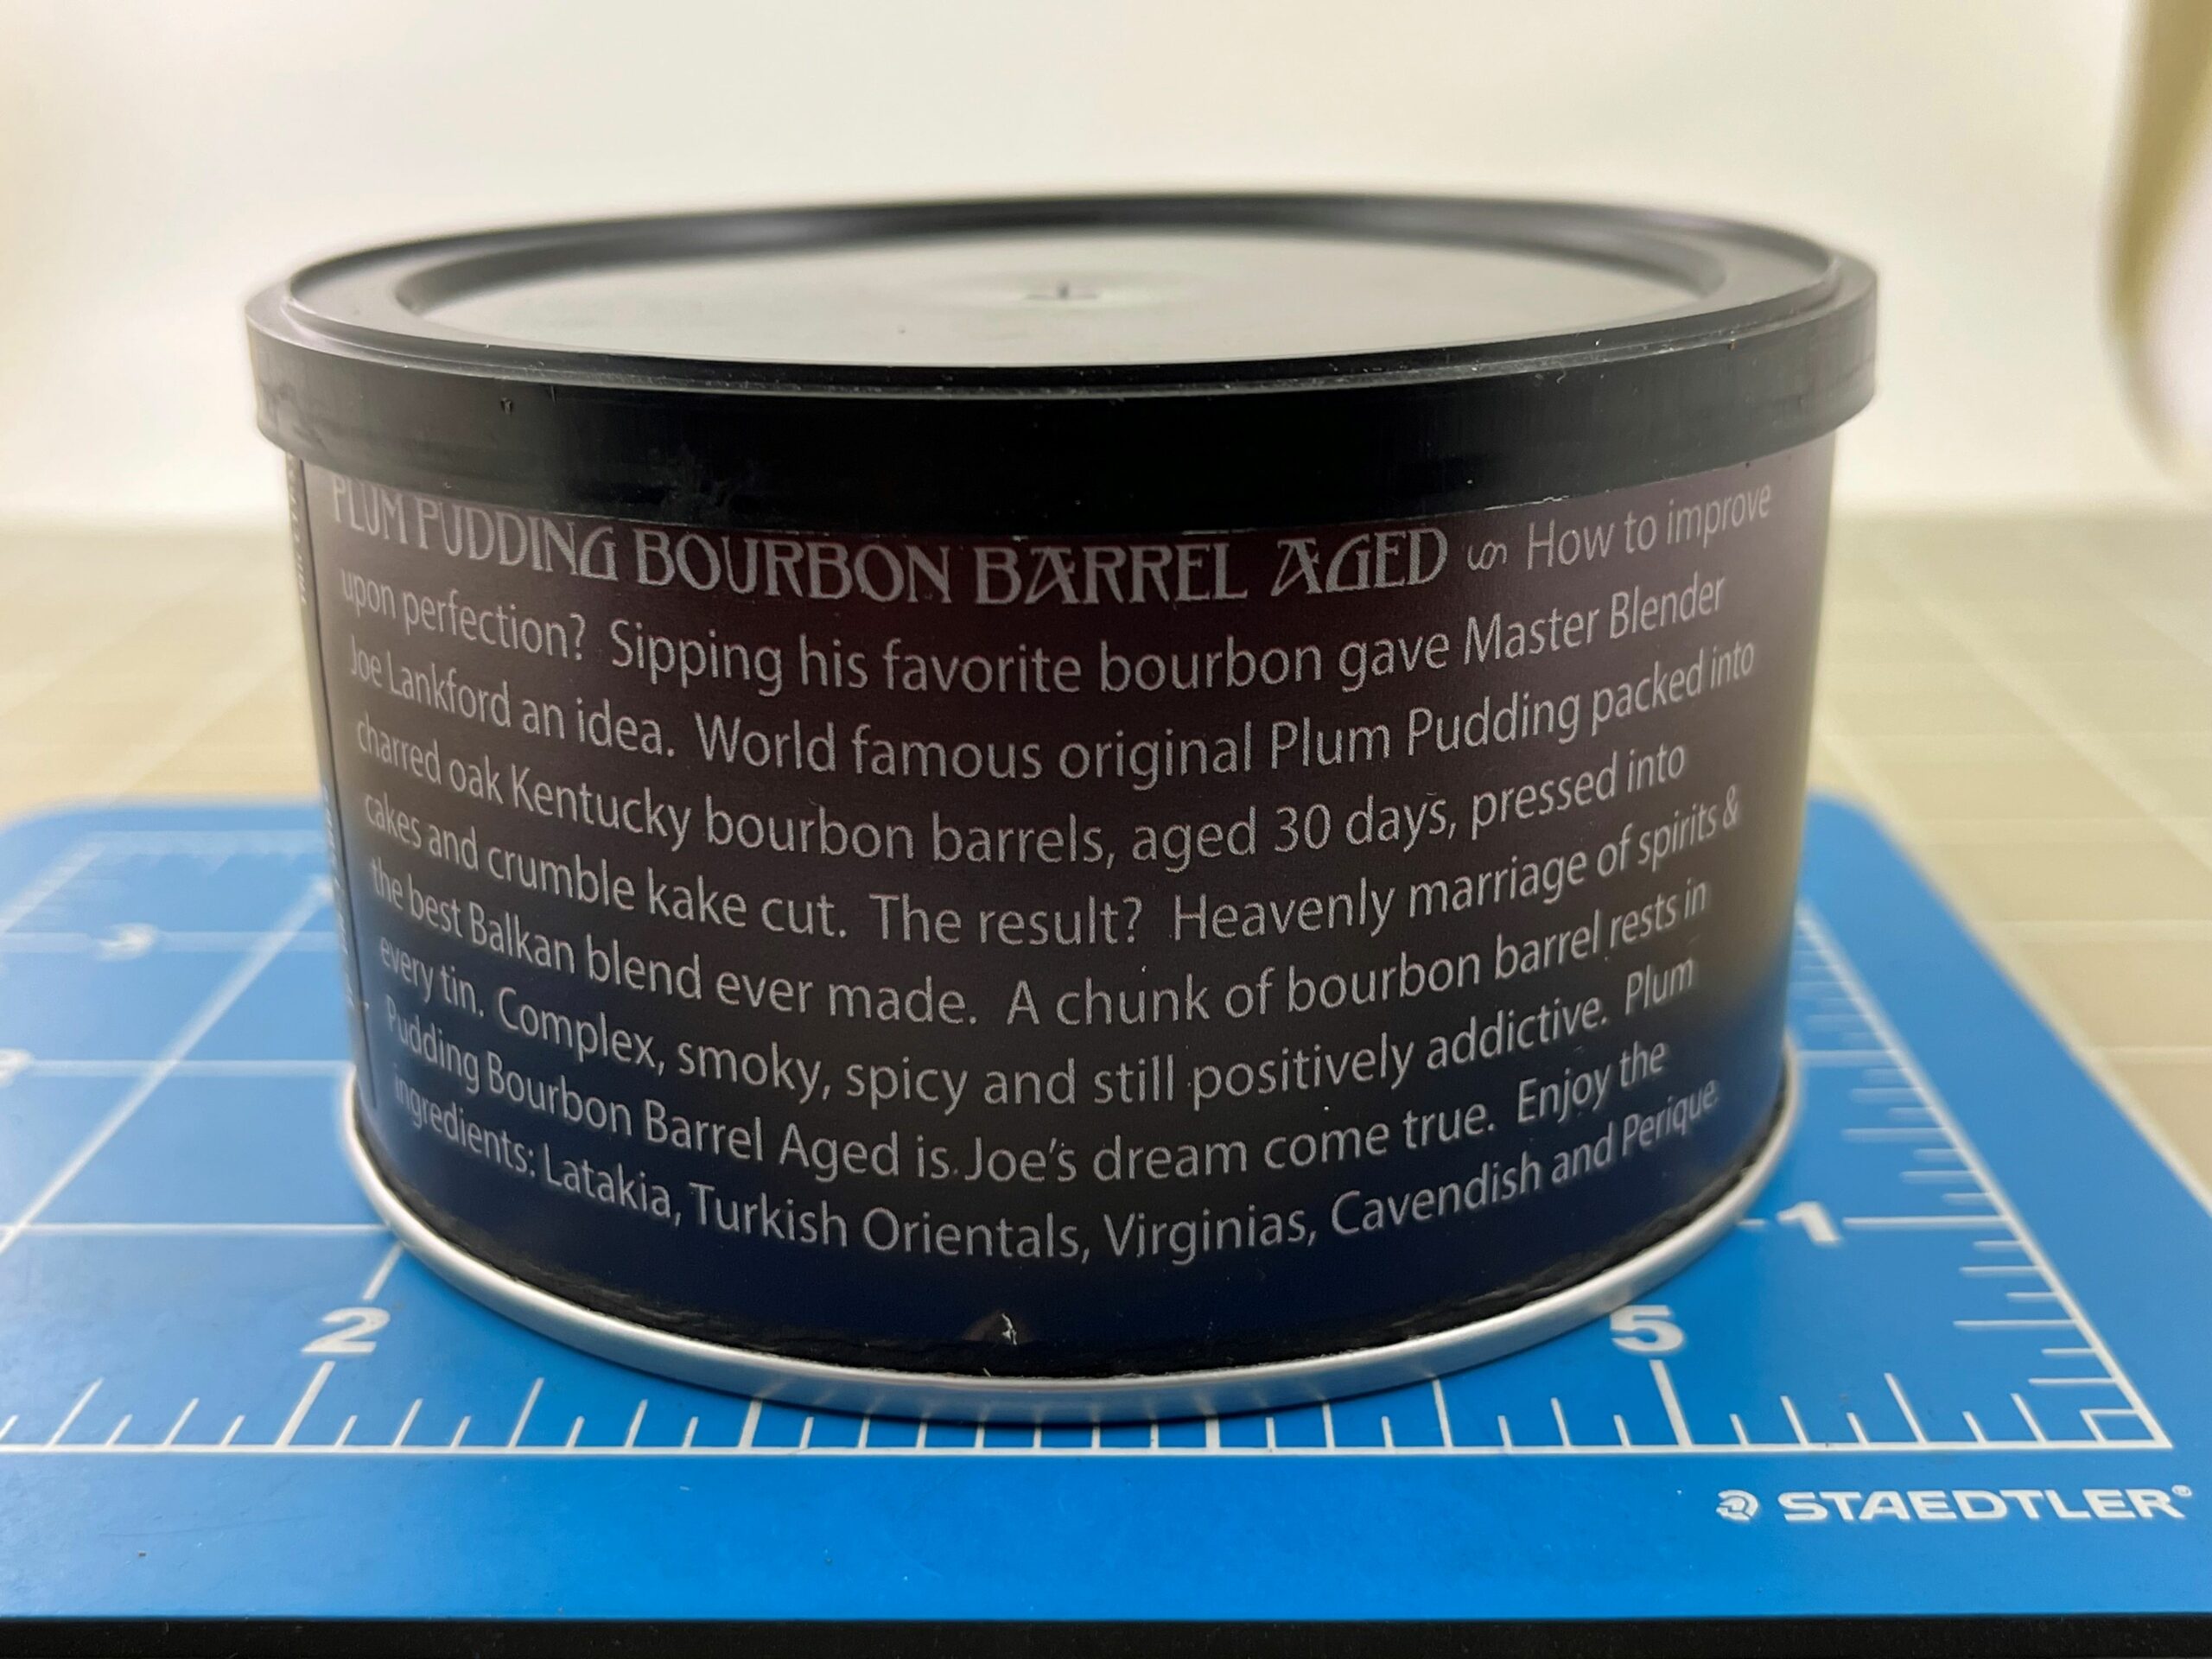 PLUM PUDDING BOURBON BARREL AGED How to improve
upon perfection? Sipping his favorite bourbon gave Master Blender
Joe Lankford an idea. World famous original Plum Pudding packed into
charred oak Kentucky bourbon barrels, aged 30 days, pressed into
cakes and crumble kake cut. The result? Heavenly marriage of spirits &
the best Balkan blend ever made. A chunk of bourbon barrel rests in
every tin. Complex, smoky, spicy and still positively addictive. Plum
Pudding Bourbon Barrel Aged is Joe's dream come true. Enjoy the
ingredients: Latakia, Turkish Orientals, Virginias, Cavendish and Perique.
3
1
2
5
STAEDTLER®